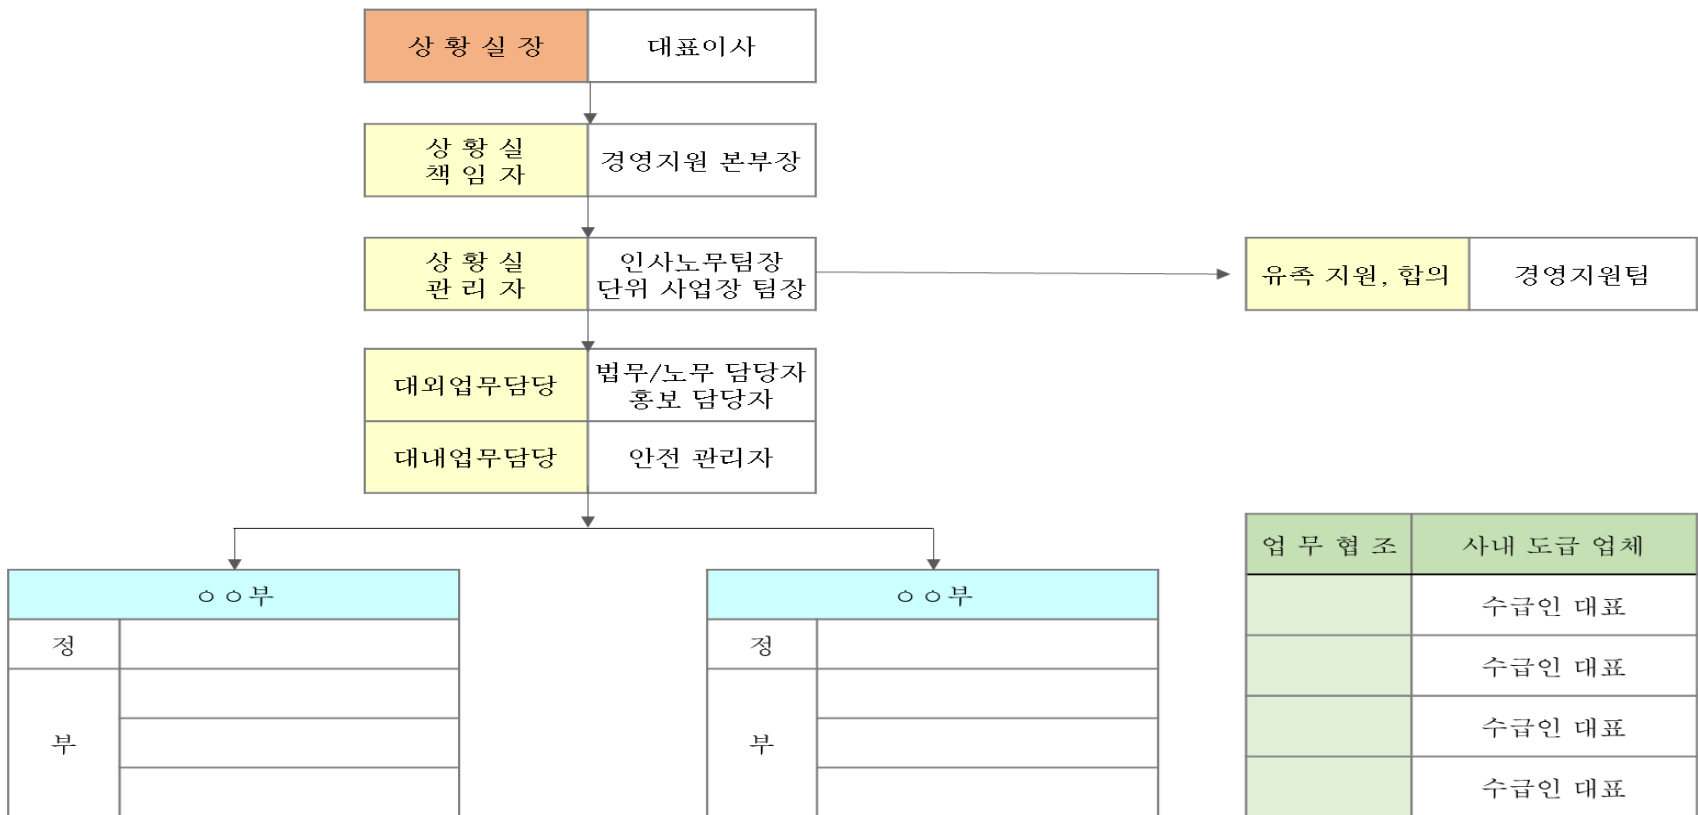 상 황 실 장
대표이사
상 황 실
책 임 자
경영지원 본부장
상 황 실
관 리 자
인사노무팀장
단위 사업장 팀장
유족 지원, 합의
경영지원팀
대외업무담당
법무/노무 담당자
홍보 담당자
대내업무담당
안전 관리자
ㅇㅇ부
정
부
ㅇㅇ부
정
부
업 무 협 조
사내 도급 업체
수급인 대표
수급인 대표
수급인 대표
수급인 대표